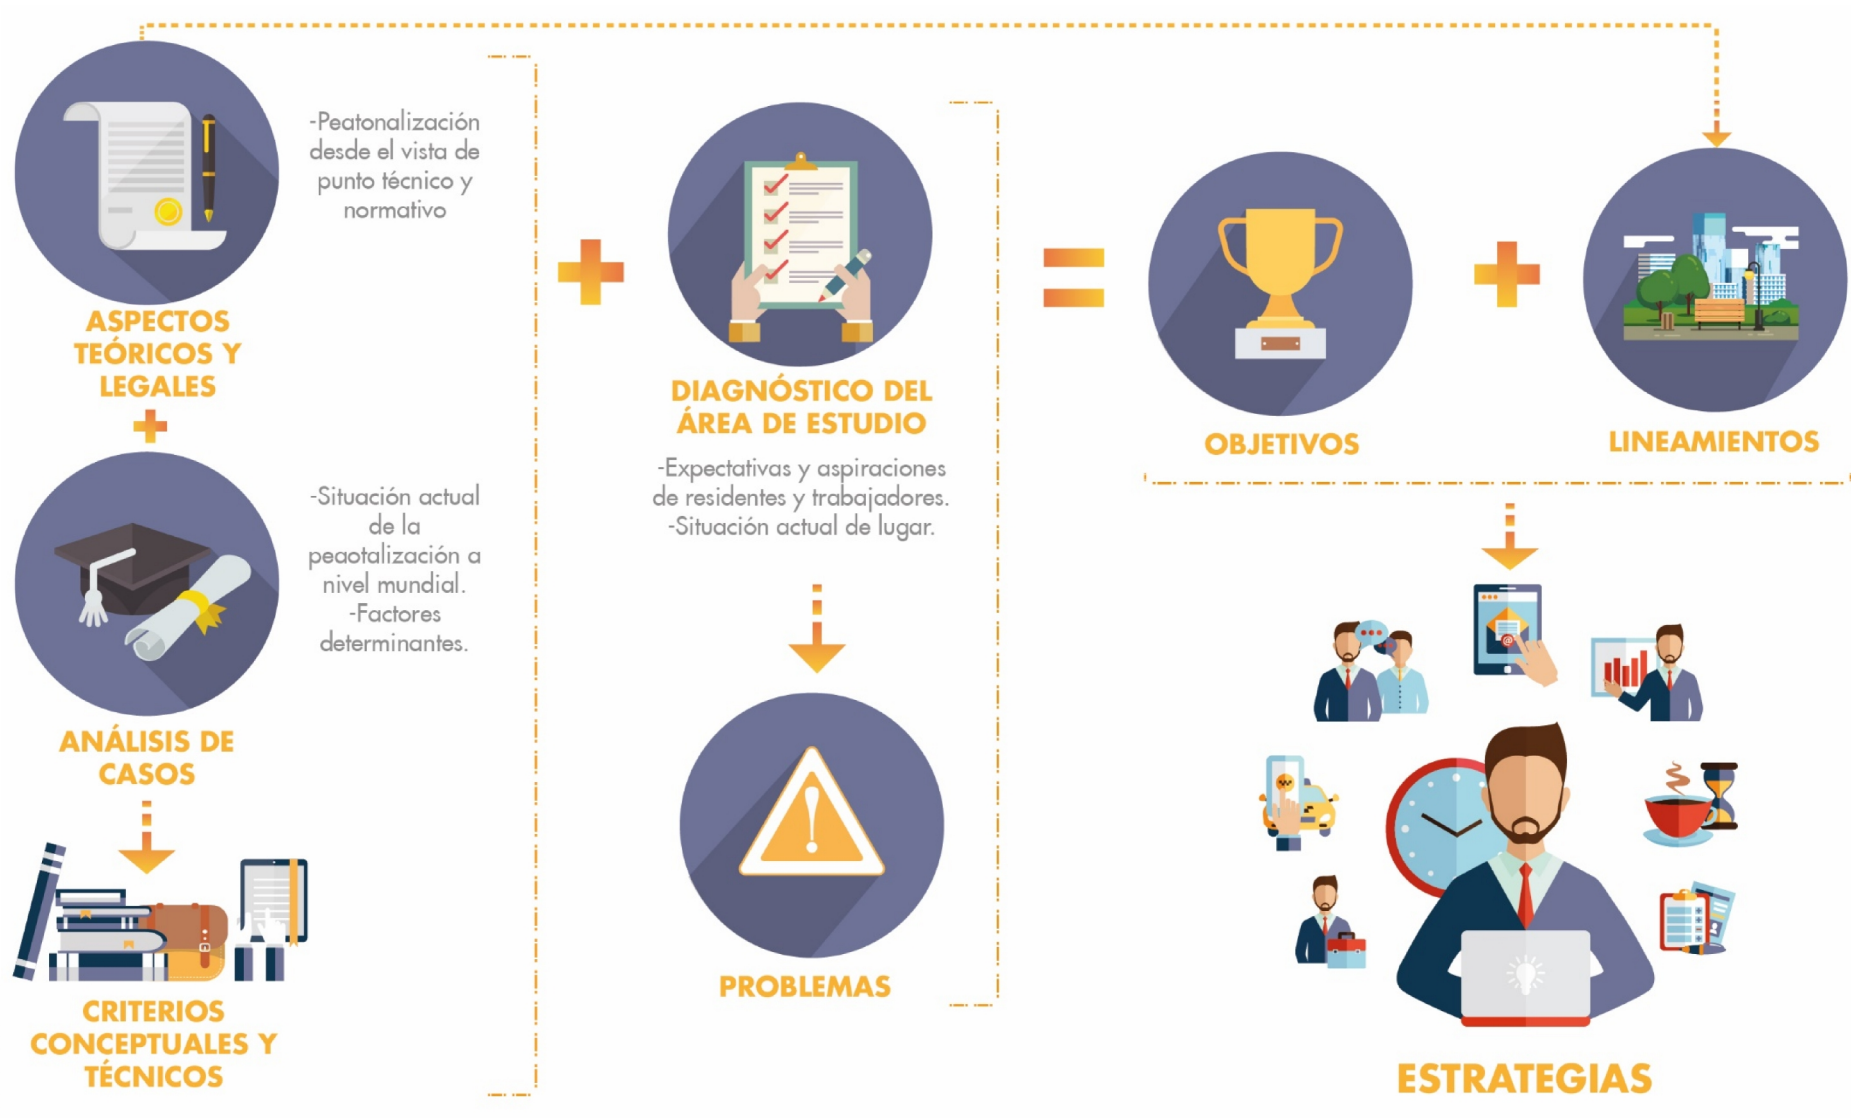 -Peatonalización
desde el vista de
punto técnico y
normativo
ASPECTOS
TEÓRICOS Y
LEGALES
-Situación actual
de la
peaotalización a
nivel mundial.
-Factores
determinantes.
ANÁLISIS DE
CASOS
CRITERIOS
CONCEPTUALES Y
TÉCNICOS
DIAGNÓSTICO DEL
ÁREA DE ESTUDIO
-Expectativas y aspiraciones
de residentes y trabajadores.
-Situación actual de lugar.
PROBLEMAS
OBJETIVOS
LINEAMIENTOS
ESTRATEGIAS